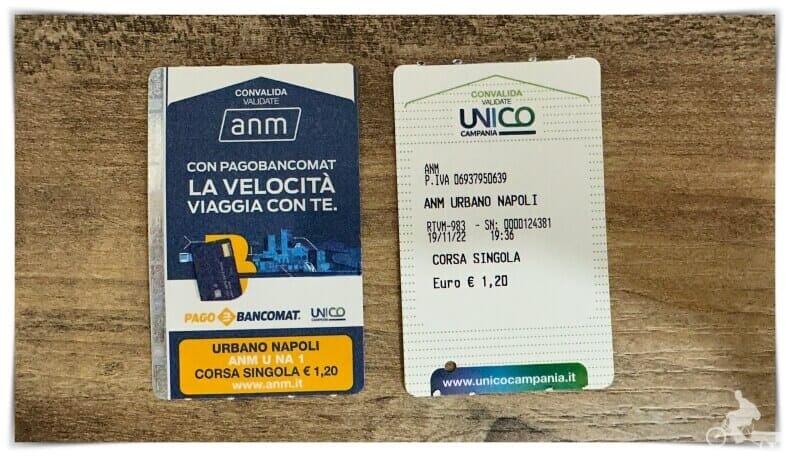 CONVALIDA
VALIDATE
anm
CON PAGOBANCOMAT
LA VELOCITÀ
VIAGGIA CON TE.
B
PAGO BANCOMAT. UNICO
CAMPANIA
URBANO NAPOLI
ANM U NA 1
CORSA SINGOLA € 1,20
www.anm.it
CONVALIDA
VALIDATE
UNICO
CAMPANIA
ANM
P.IVA 06937950639
ANM URBANO NAPOLI
RTVM-983 - SN: 0000124381
19/11/22 19:36
CORSA SINGOLA
Euro € 1,20
www.unicocampania.it